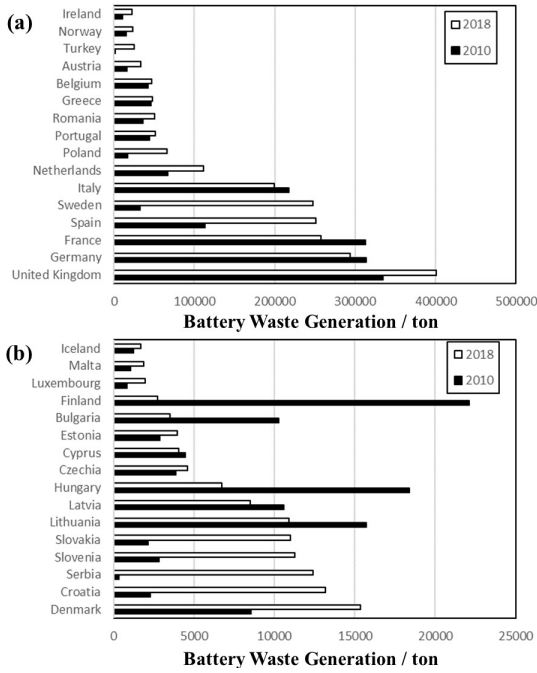 (a)
Ireland
Norway
Turkey
Austria
Belgium
Greece
Romania
Portugal
Poland
Netherlands
Italy
Sweden
Spain
France
Germany
United Kingdom
2018
2010
0 100000 200000 300000 400000 500000
Battery Waste Generation / ton
(b)
Iceland
Malta
Luxembourg
Finland
Bulgaria
Estonia
Cyprus
Czechia
Hungary
Latvia
Lithuania
Slovakia
Slovenia
Serbia
Croatia
Denmark
2018
2010
0 5000 10000 15000 20000 25000
Battery Waste Generation / ton